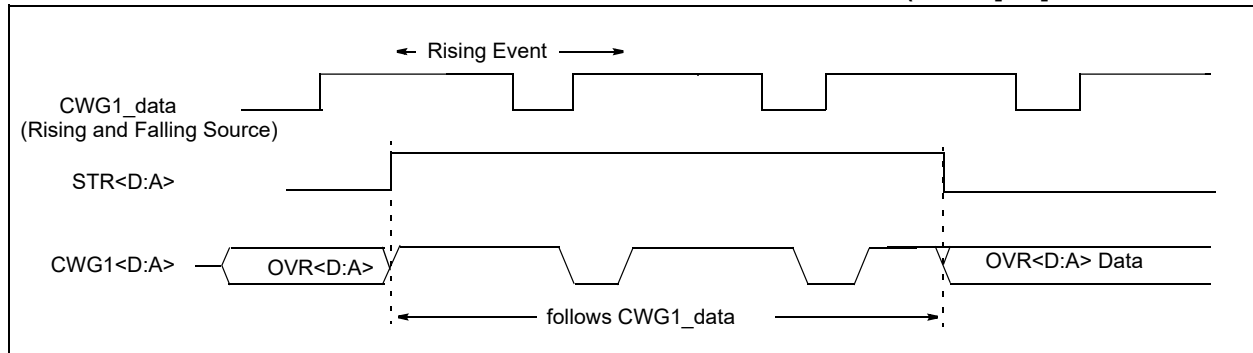 Rising Event
CWG1_data
(Rising and Falling Source)
STR<D:A>
CWG1<D:A>
OVR<D:A>
OVR<D:A> Data
follows CWG1_data